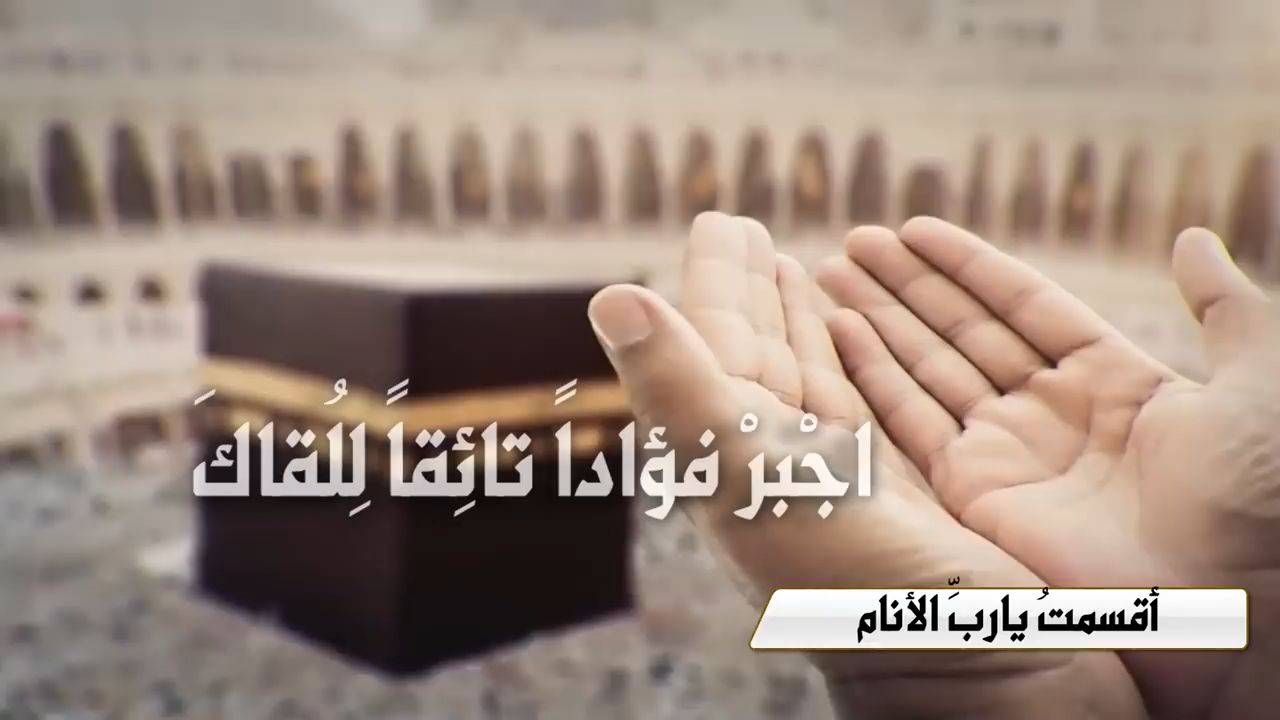 اجْبرْ فؤاداً تائِقاً لِلُقاكَ
أقسمتُ ياربَّ الأنام